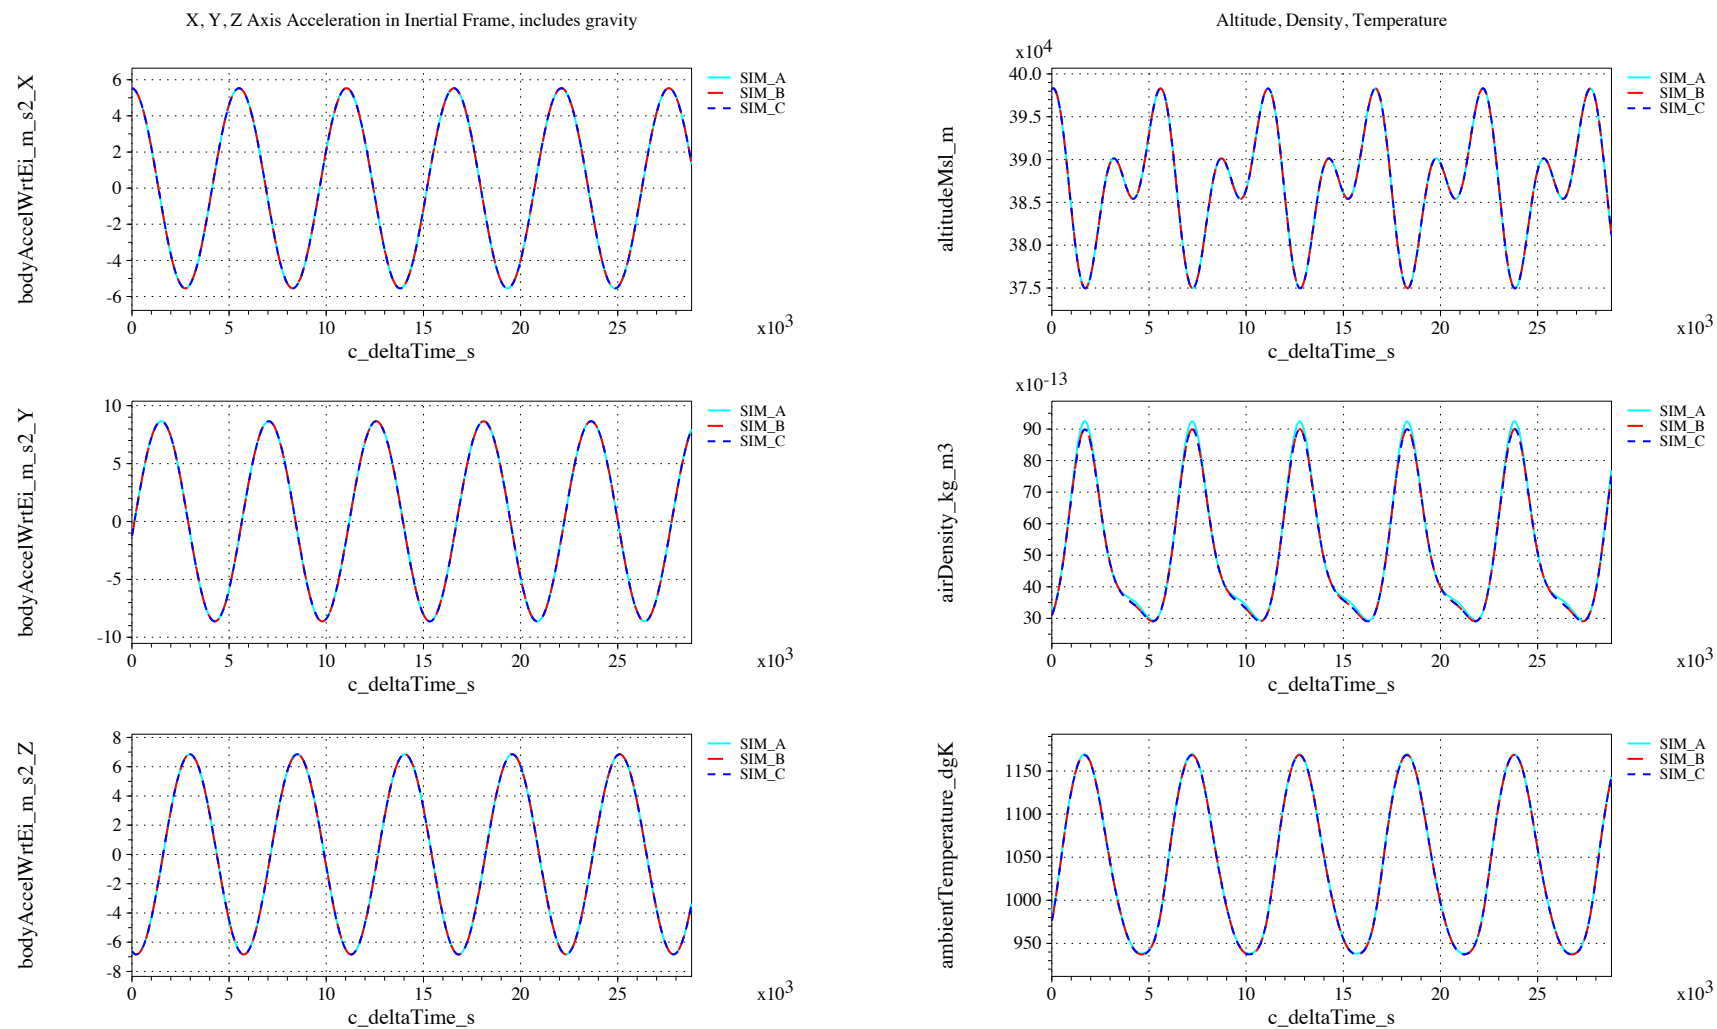 X, Y, Z Axis Acceleration in Inertial Frame, includes gravity
bodyAccelWrtEi_m_s2_X
6
4
2
0
-2
-4
-6
0 5 10 15 20 25
x10^3
c_deltaTime_s
SIM_A
SIM_B
SIM_C
bodyAccelWrtEi_m_s2_Y
10
5
0
-5
-10
0 5 10 15 20 25
x10^3
c_deltaTime_s
SIM_A
SIM_B
SIM_C
bodyAccelWrtEi_m_s2_Z
8
6
4
2
0
-2
-4
-6
-8
0 5 10 15 20 25
x10^3
c_deltaTime_s
SIM_A
SIM_B
SIM_C
Altitude, Density, Temperature
x10^4
altitudeMsl_m
40.0
39.5
39.0
38.5
38.0
37.5
0 5 10 15 20 25
x10^3
c_deltaTime_s
SIM_A
SIM_B
SIM_C
x10^-13
airDensity_kg_m3
90
80
70
60
50
40
30
0 5 10 15 20 25
x10^3
c_deltaTime_s
SIM_A
SIM_B
SIM_C
ambientTemperature_dgK
1150
1100
1050
1000
950
0 5 10 15 20 25
x10^3
c_deltaTime_s
SIM_A
SIM_B
SIM_C